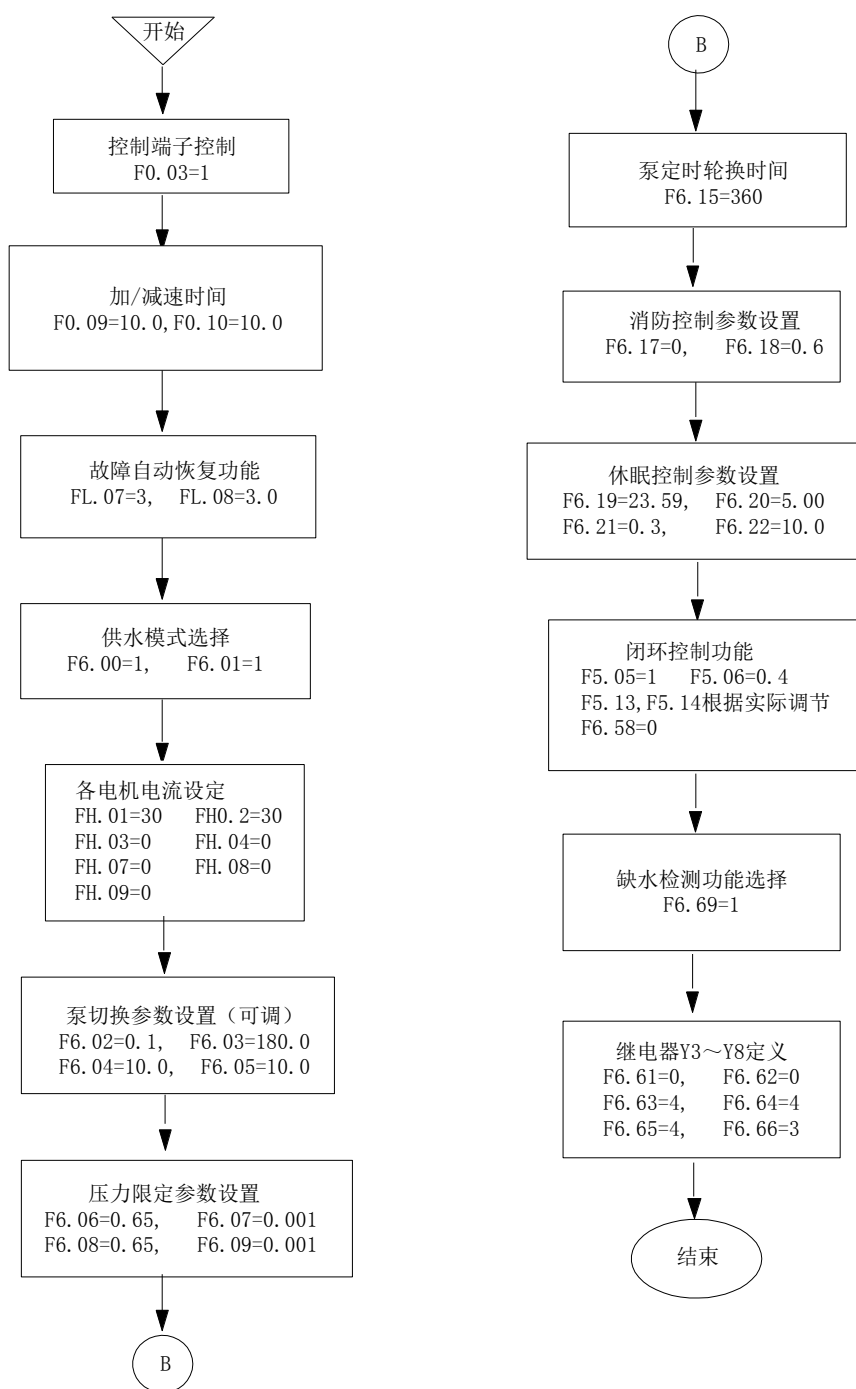 开始
控制端子控制
F0.03=1
加/减速时间
F0.09=10.0,F0.10=10.0
故障自动恢复功能
FL.07=3, FL.08=3.0
供水模式选择
F6.00=1, F6.01=1
各电机电流设定
FH.01=30 FH0.2=30
FH.03=0 FH.04=0
FH.07=0 FH.08=0
FH.09=0
泵切换参数设置（可调）
F6.02=0.1, F6.03=180.0
F6.04=10.0, F6.05=10.0
压力限定参数设置
F6.06=0.65, F6.07=0.001
F6.08=0.65, F6.09=0.001
B
B
泵定时轮换时间
F6.15=360
消防控制参数设置
F6.17=0, F6.18=0.6
休眠控制参数设置
F6.19=23.59, F6.20=5.00
F6.21=0.3, F6.22=10.0
闭环控制功能
F5.05=1 F5.06=0.4
F5.13,F5.14根据实际调节
F6.58=0
缺水检测功能选择
F6.69=1
继电器Y3～Y8定义
F6.61=0, F6.62=0
F6.63=4, F6.64=4
F6.65=4, F6.66=3
结束